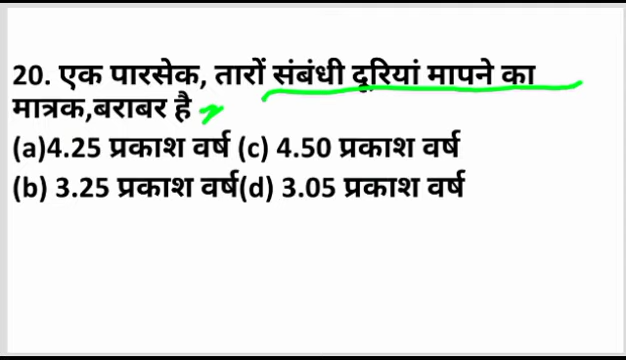 20. एक पारसेक, तारों संबंधी दूरियां मापने का
मात्रक,बराबर है
(a)4.25 प्रकाश वर्ष (c) 4.50 प्रकाश वर्ष
(b) 3.25 प्रकाश वर्ष(d) 3.05 प्रकाश वर्ष